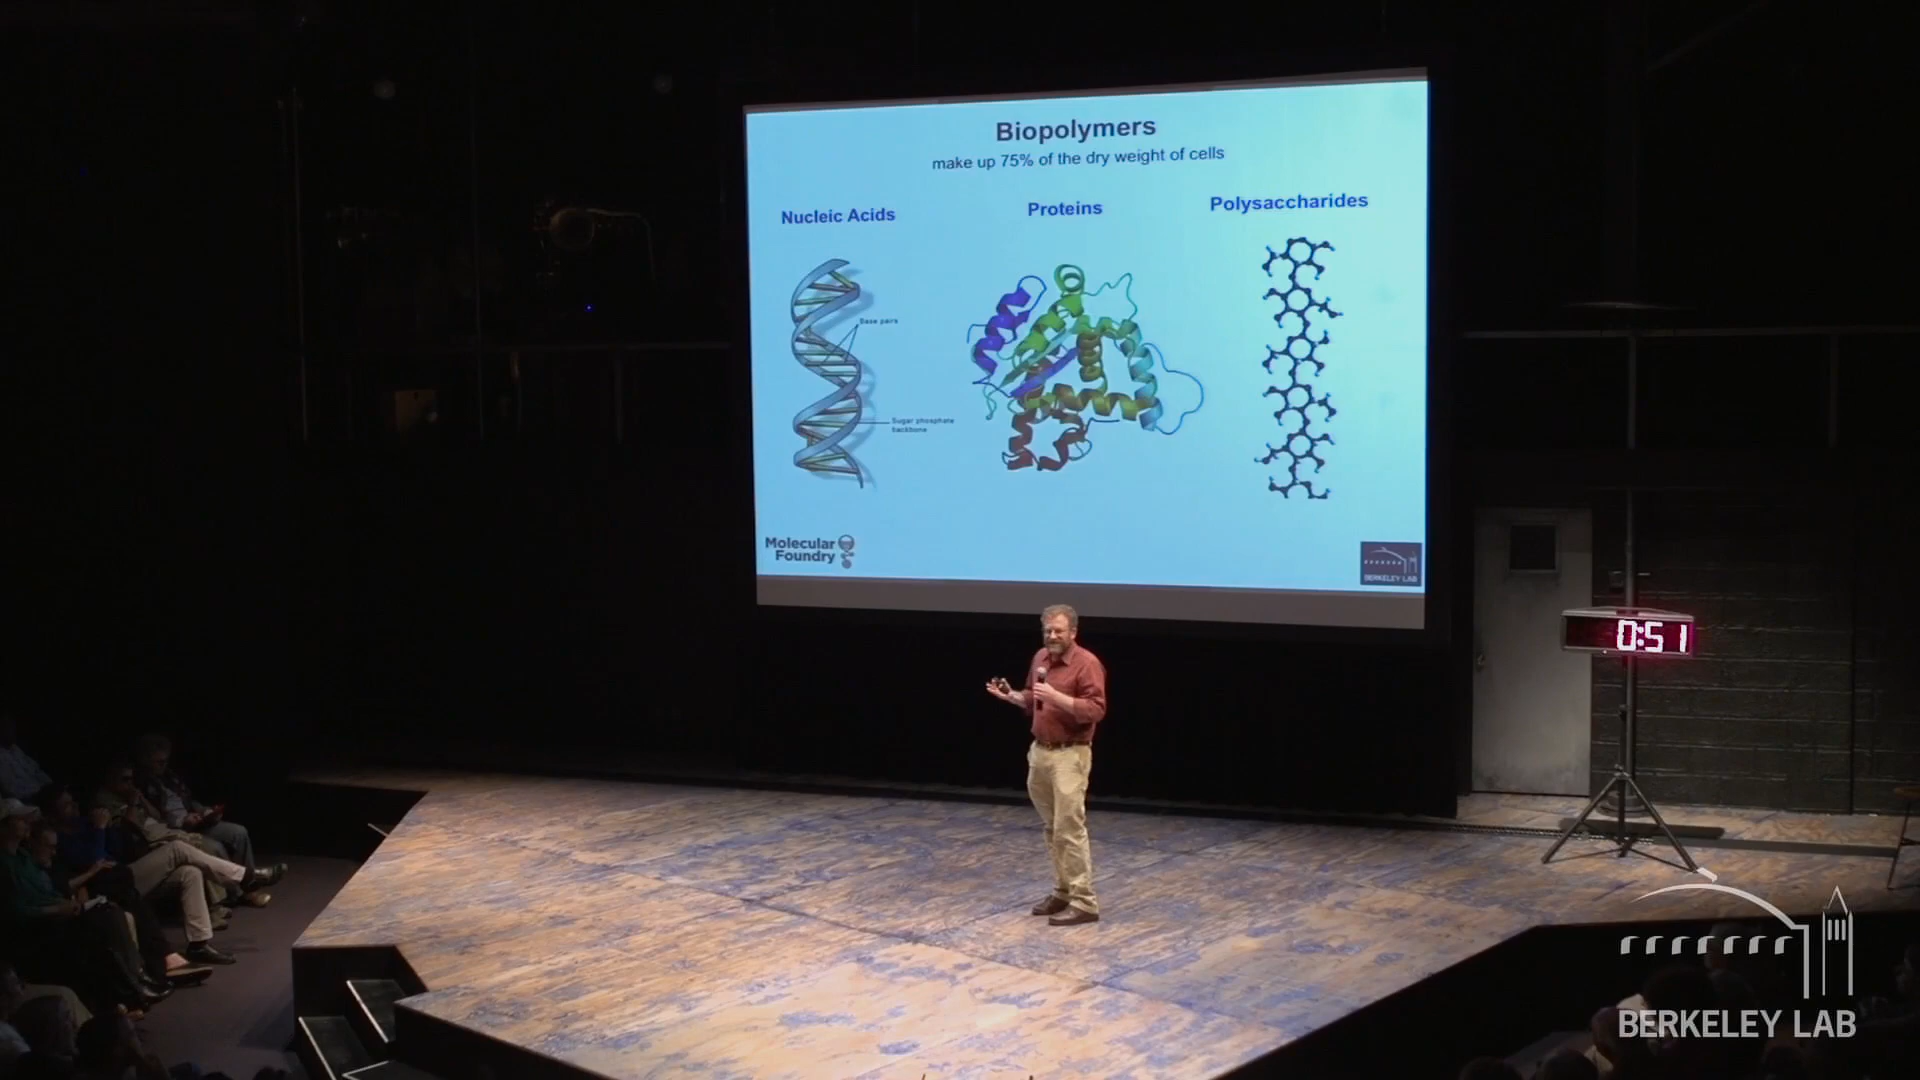 Biopolymers
make up 75% of the dry weight of cells
Nucleic Acids
Proteins
Polysaccharides
Base pairs
Sugar phosphate
backbone
Molecular
Foundry
BERKELEY LAB
0:51
BERKELEY LAB